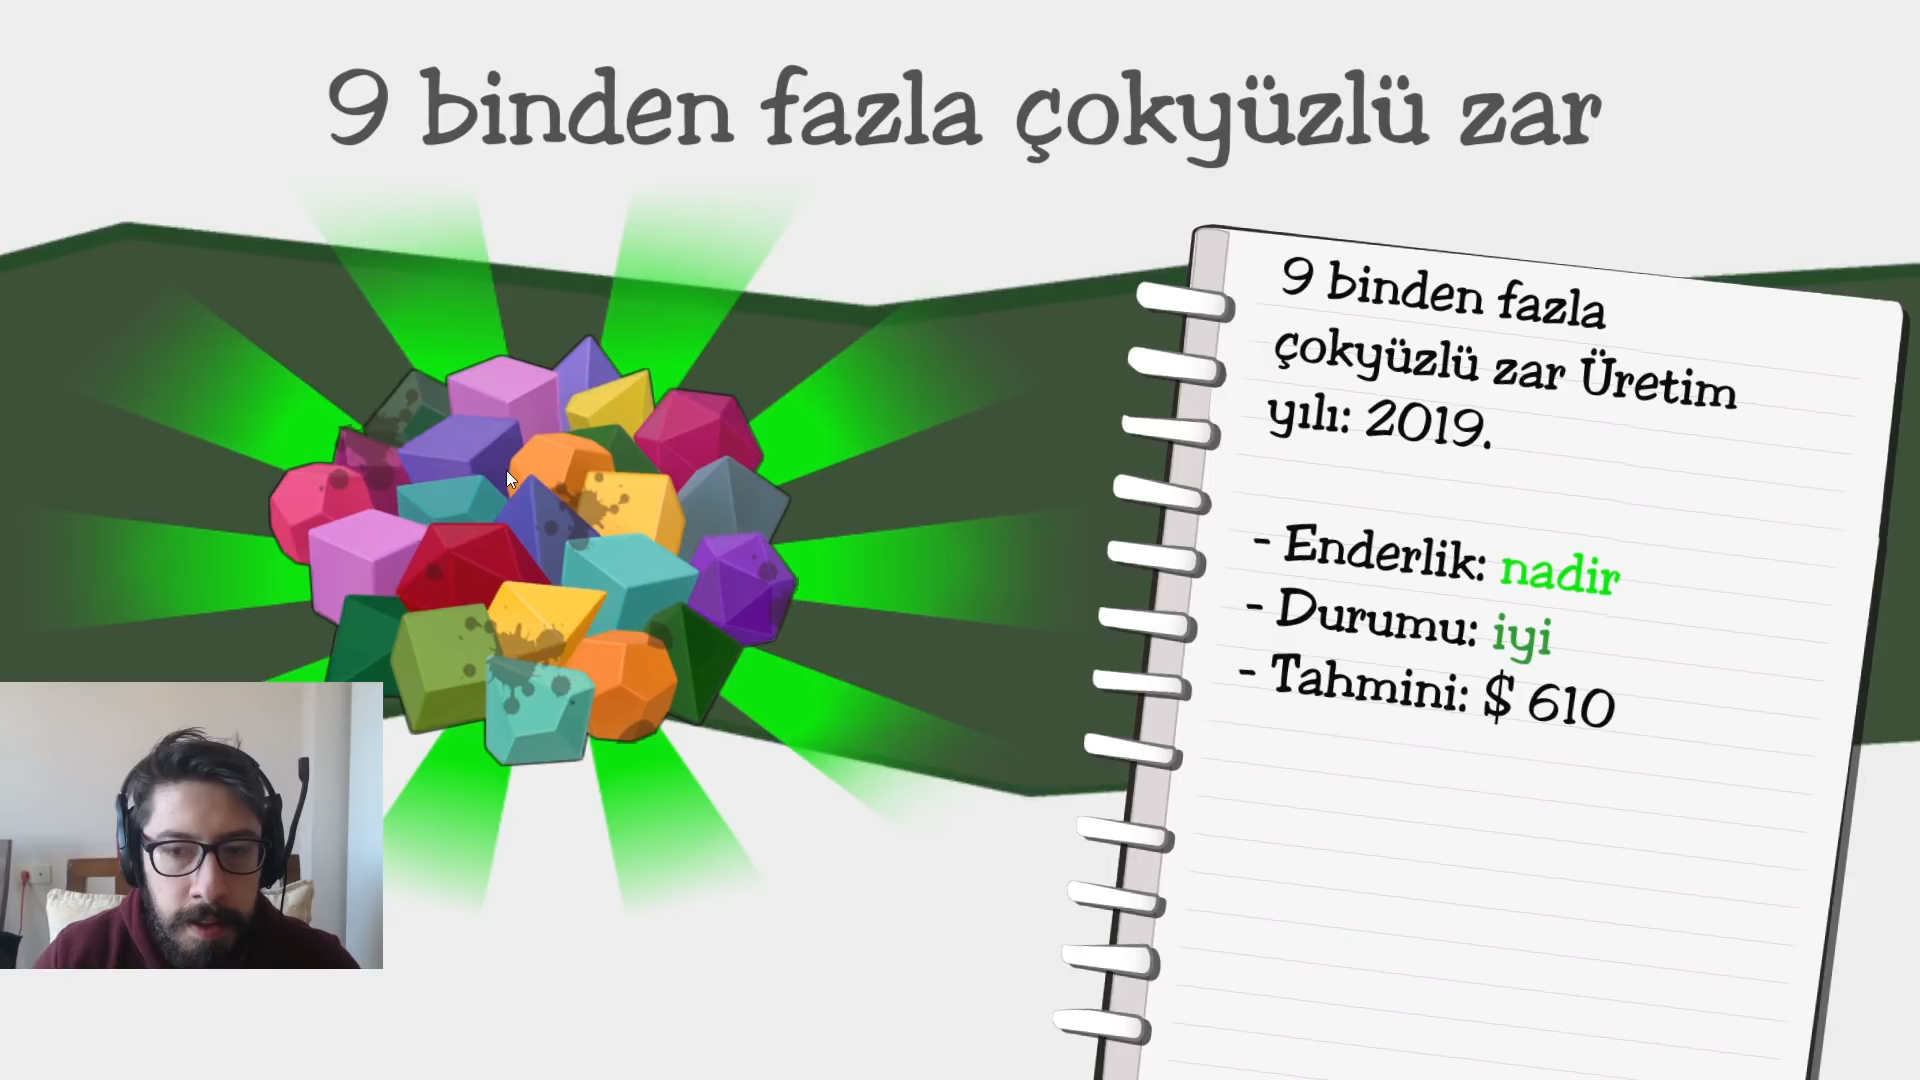 9 binden fazla çokyüzlü zar
9 binden fazla
çokyüzlü zar Üretim
yılı: 2019.
- Enderlik: nadir
- Durumu: iyi
- Tahmini: $ 610